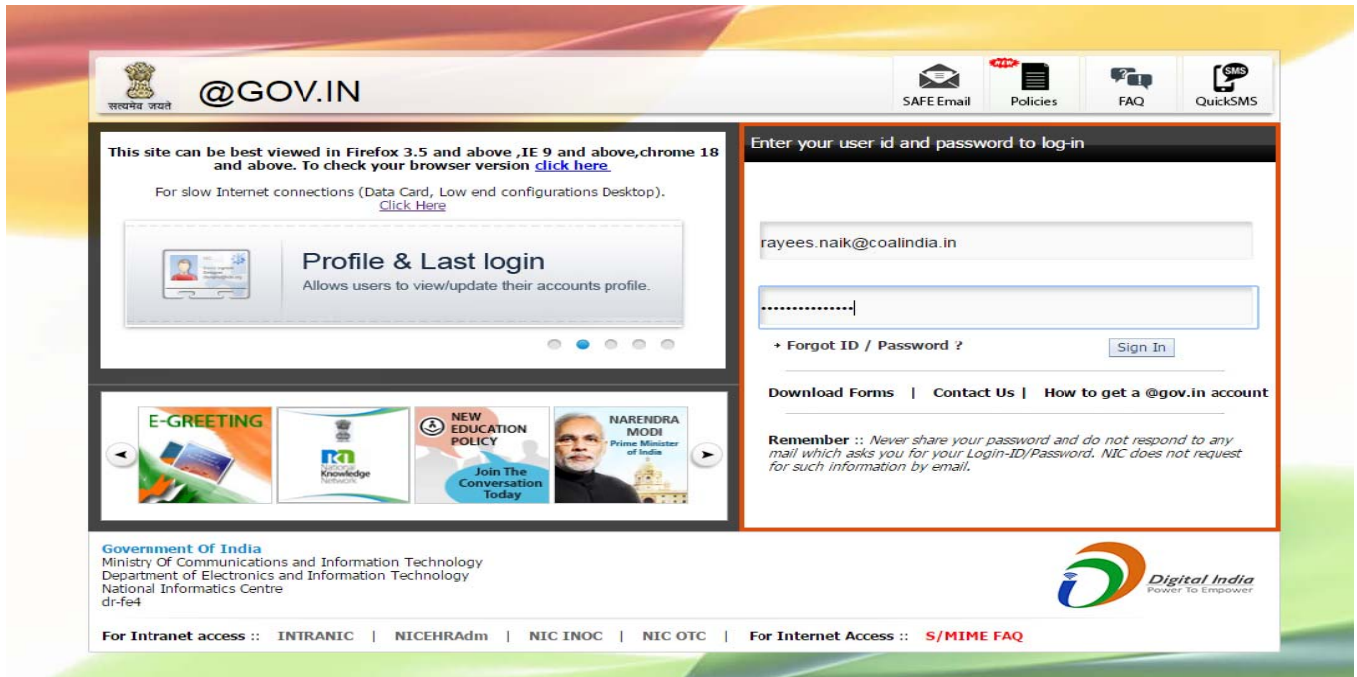 सत्यमेव जयते
@GOV.IN
SAFE Email
Policies
FAQ
SMS
QuickSMS
This site can be best viewed in Firefox 3.5 and above ,IE 9 and above,chrome 18
and above. To check your browser version click here
For slow Internet connections (Data Card, Low end configurations Desktop).
Click Here
Profile & Last login
Allows users to view/update their accounts profile.
Enter your user id and password to log-in
rayees.naik@coalindia.in
•••••••••••••••
Forgot ID / Password ?
Sign In
Download Forms | Contact Us | How to get a @gov.in account
Remember :: Never share your password and do not respond to any
mail which asks you for your Login-ID/Password. NIC does not request
for such information by email.
E-GREETING
National
Knowledge
Network
NEW
EDUCATION
POLICY
Join The
Conversation
Today
NARENDRA
MODI
Prime Minister
of India
Government Of India
Ministry Of Communications and Information Technology
Department of Electronics and Information Technology
National Informatics Centre
dr-fe4
Digital India
Power To Empower
For Intranet access :: INTRANIC | NICEHRAdm | NIC INOC | NIC OTC | For Internet Access :: S/MIME FAQ